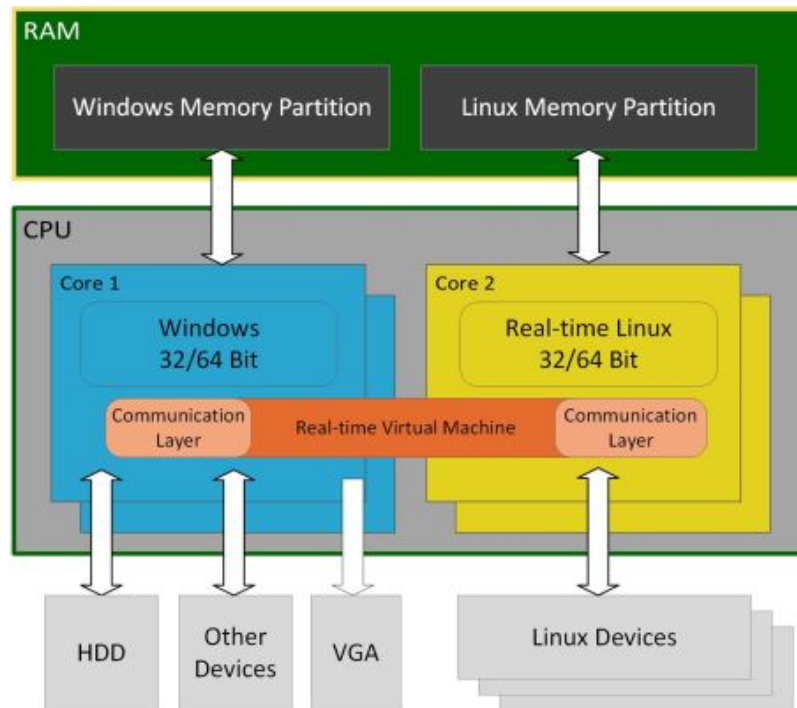 RAM
Windows Memory Partition
Linux Memory Partition
CPU
Core 1
Windows
32/64 Bit
Core 2
Real-time Linux
32/64 Bit
Communication
Layer
Real-time Virtual Machine
Communication
Layer
HDD
Other
Devices
VGA
Linux Devices